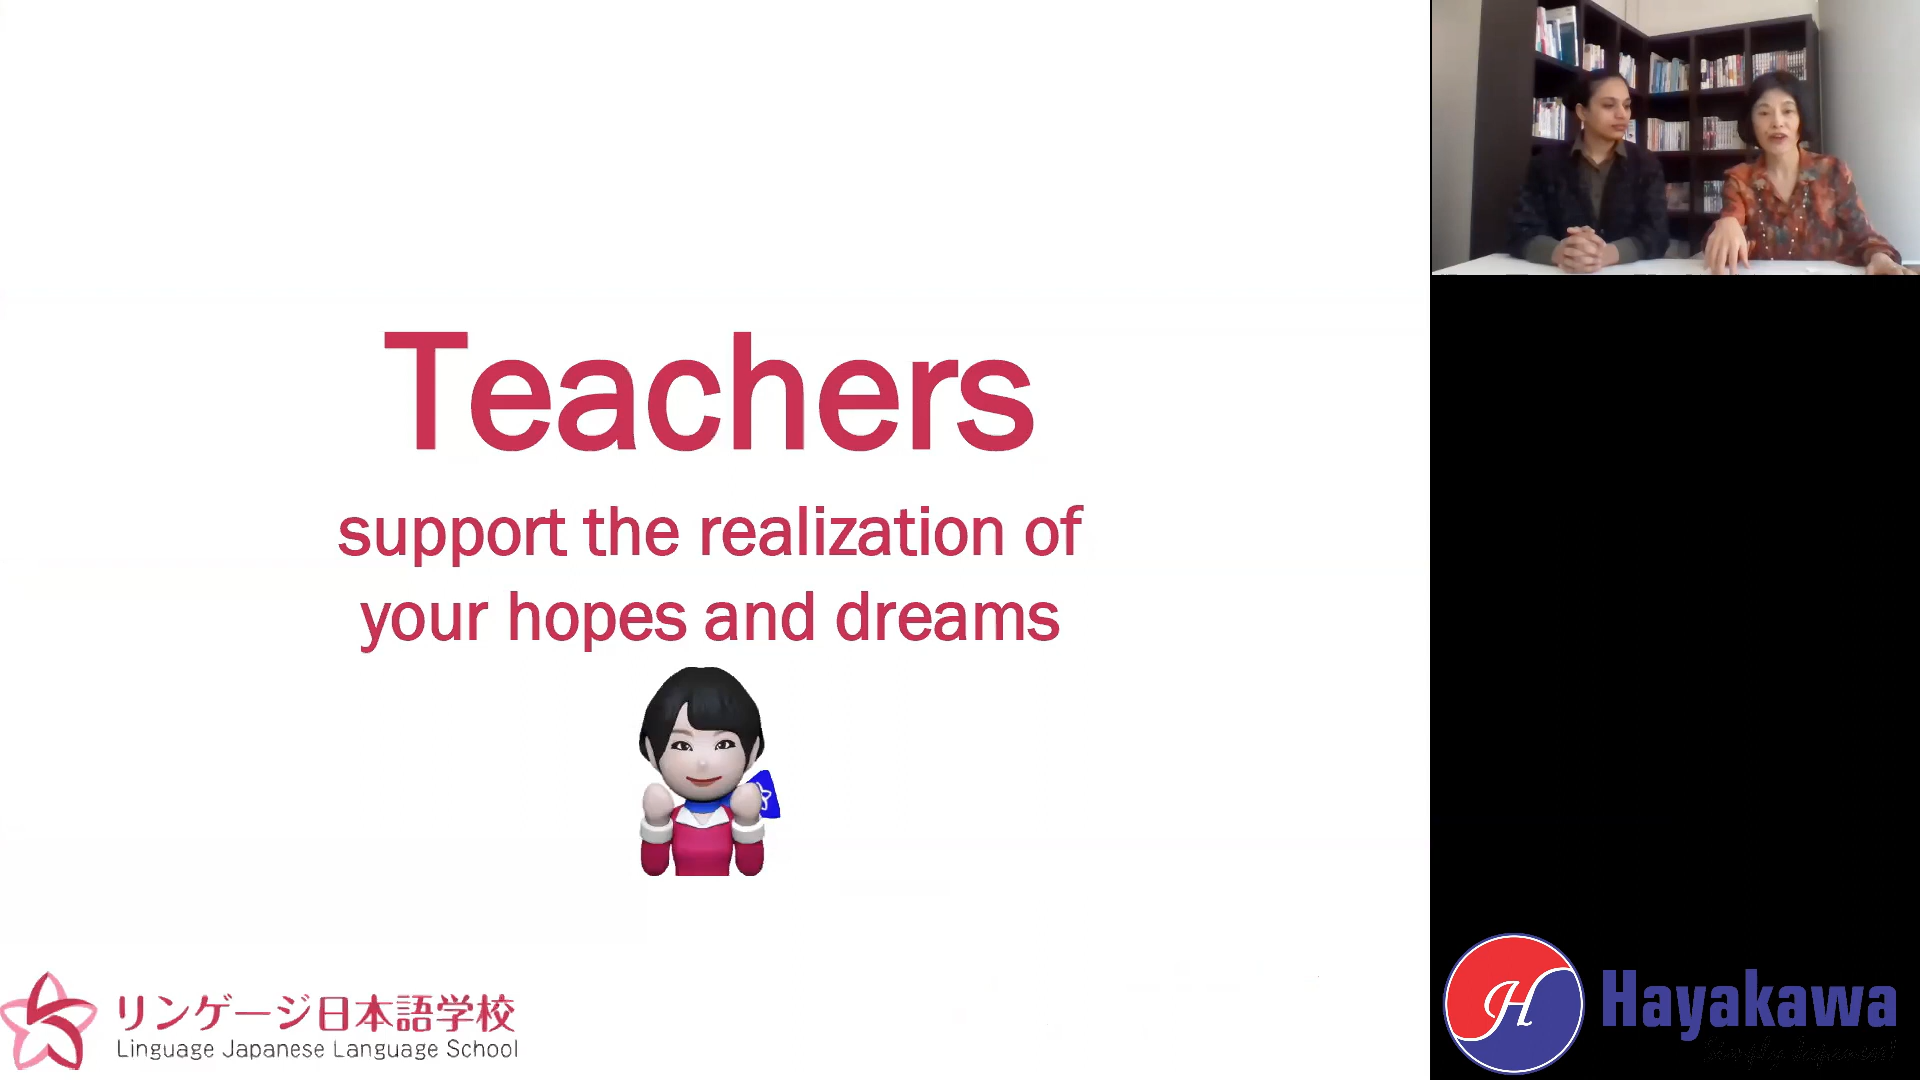 Teachers
support the realization of
your hopes and dreams
リンゲージ日本語学校
Linguage Japanese Language School
H
Hayakawa